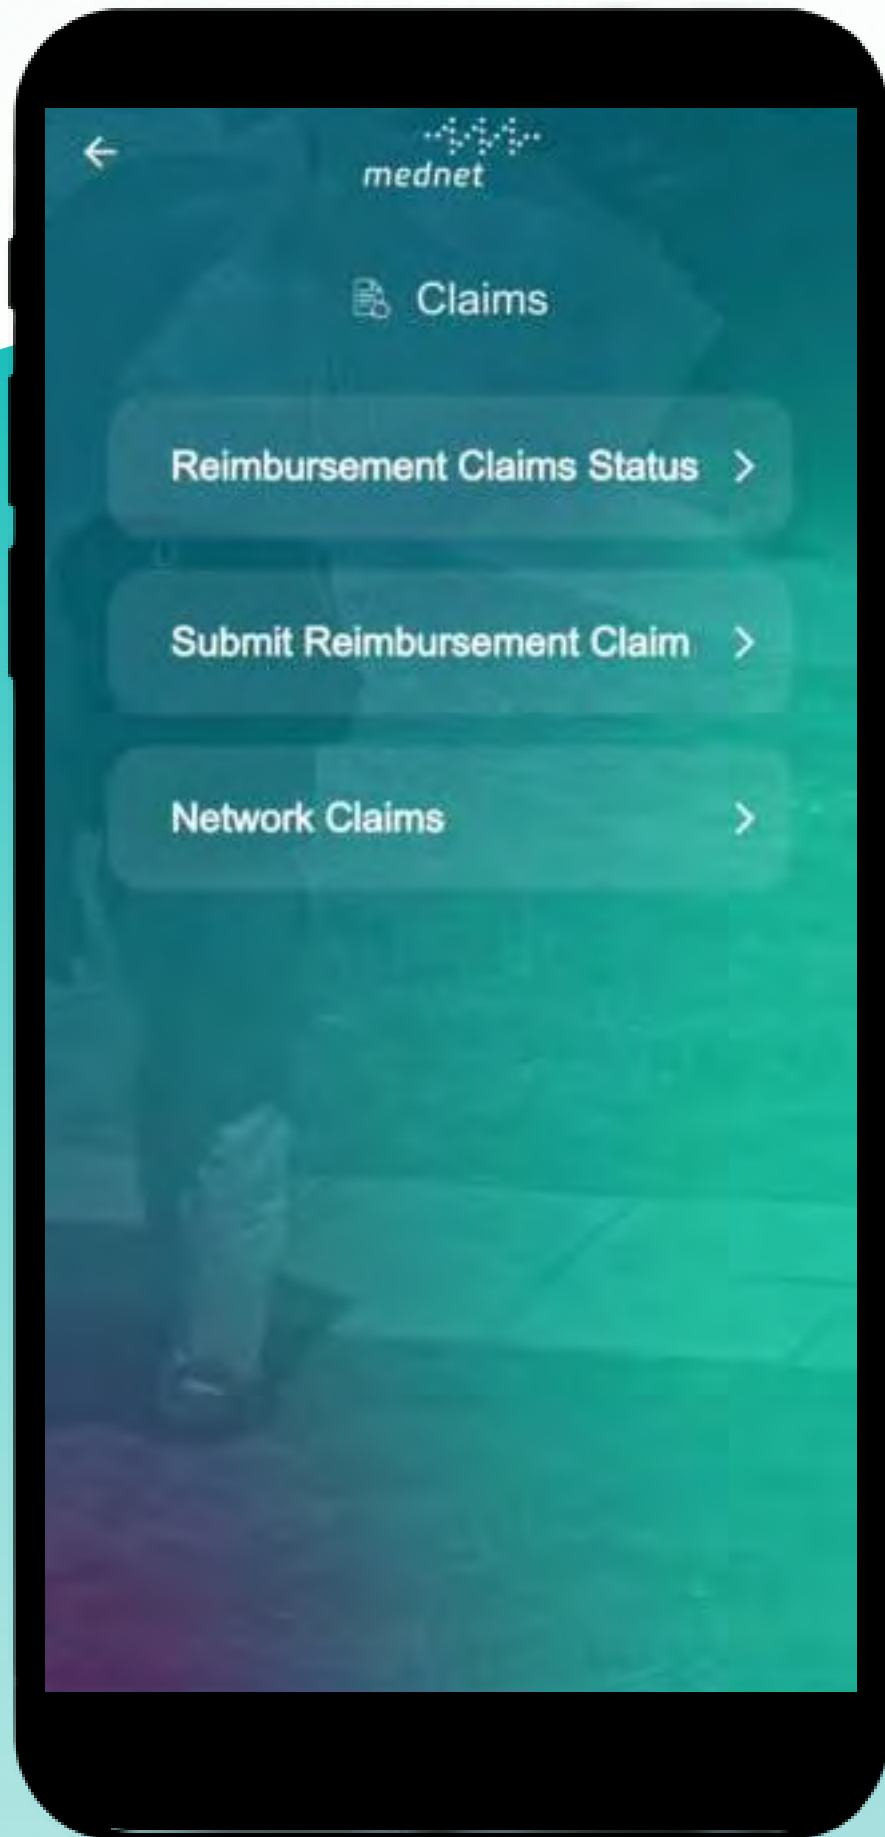 mednet
Claims
Reimbursement Claims Status
Submit Reimbursement Claim
Network Claims